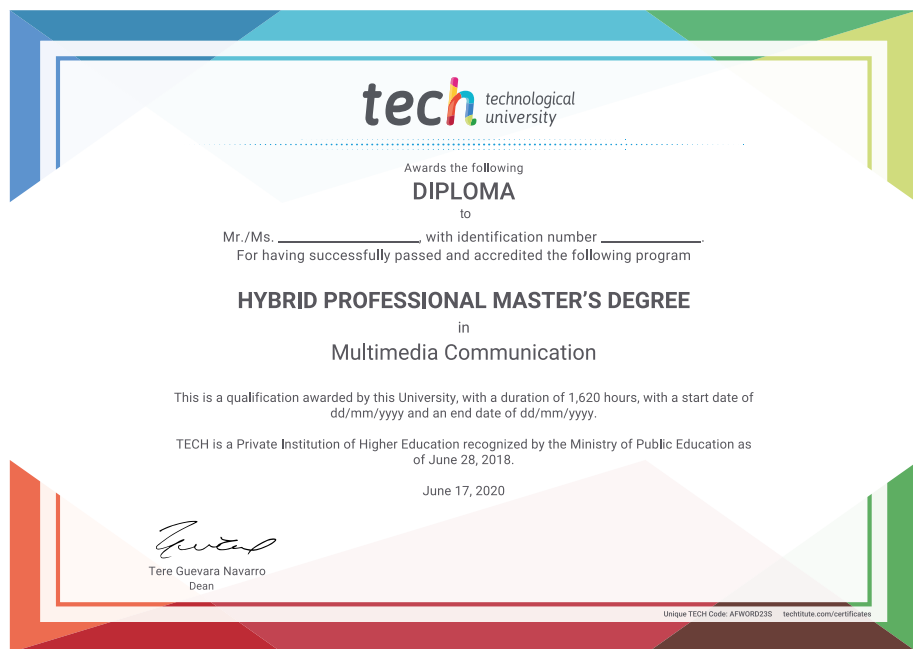 tech technological
university
Awards the following
DIPLOMA
to
Mr./Ms. ____________________, with identification number ______________.
For having successfully passed and accredited the following program
HYBRID PROFESSIONAL MASTER'S DEGREE
in
Multimedia Communication
This is a qualification awarded by this University, with a duration of 1,620 hours, with a start date of
dd/mm/yyyy and an end date of dd/mm/yyyy.
TECH is a Private Institution of Higher Education recognized by the Ministry of Public Education as
of June 28, 2018.
June 17, 2020
Tere Guevara Navarro
Dean
Unique TECH Code: AFWORD23S techtitute.com/certificates